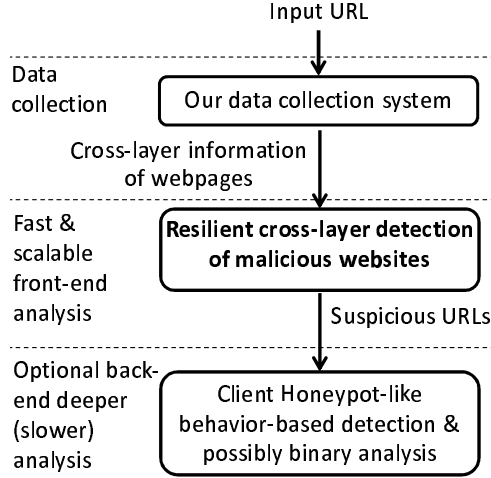 Input URL
Data
collection
Our data collection system
Cross-layer information
of webpages
Fast &
scalable
front-end
analysis
Resilient cross-layer detection
of malicious websites
Suspicious URLs
Optional back-
end deeper
(slower)
analysis
Client Honeypot-like
behavior-based detection &
possibly binary analysis